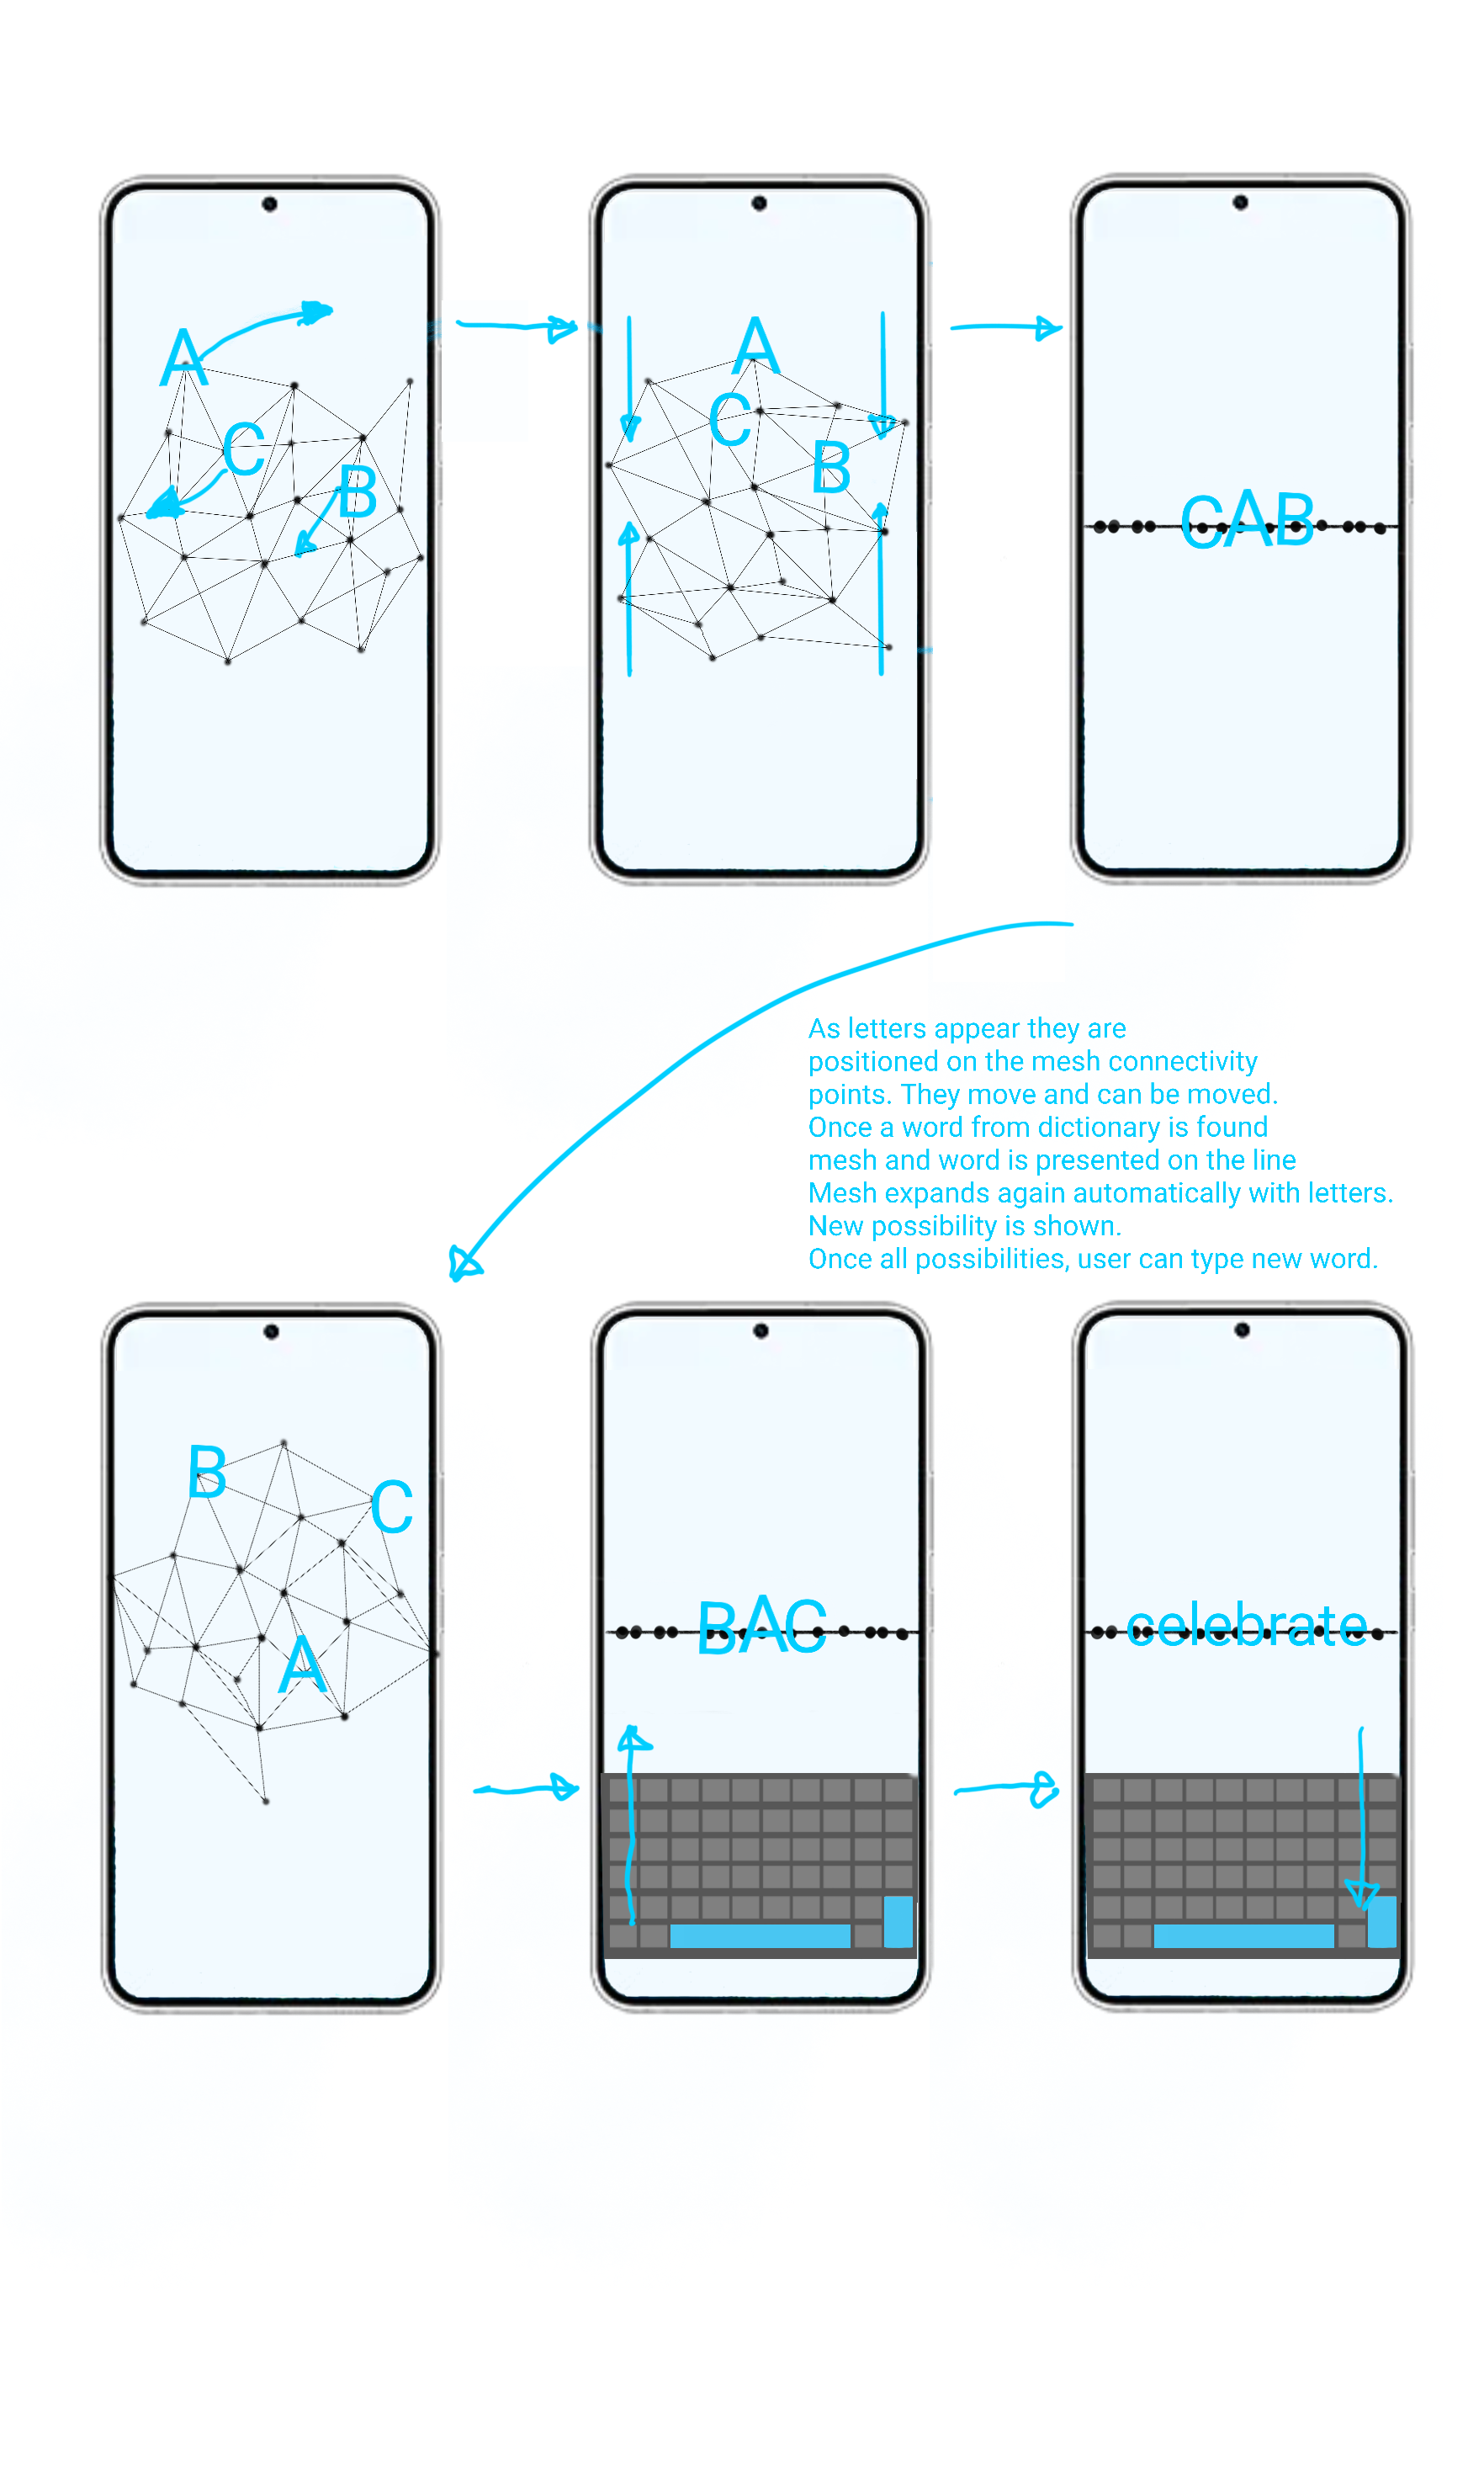 A
C
B
A
C
B
CAB
As letters appear they are
positioned on the mesh connectivity
points. They move and can be moved.
Once a word from dictionary is found
mesh and word is presented on the line
Mesh expands again automatically with letters.
New possibility is shown.
Once all possibilities, user can type new word.
B
C
A
BAC
celebrate